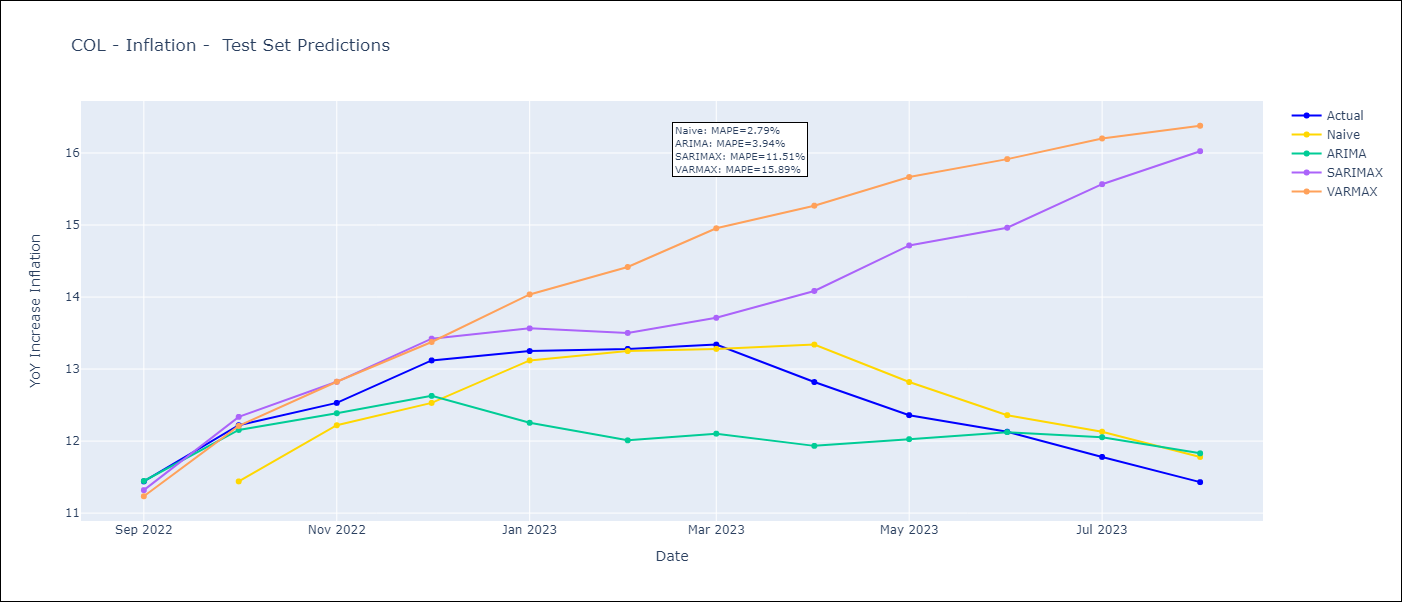 COL - Inflation - Test Set Predictions
Naive: MAPE=2.79%
ARIMA: MAPE=3.94%
SARIMAX: MAPE=11.51%
VARMAX: MAPE=15.89%
Actual
Naive
ARIMA
SARIMAX
VARMAX
YoY Increase Inflation
16
15
14
13
12
11
Sep 2022
Nov 2022
Jan 2023
Mar 2023
May 2023
Jul 2023
Date